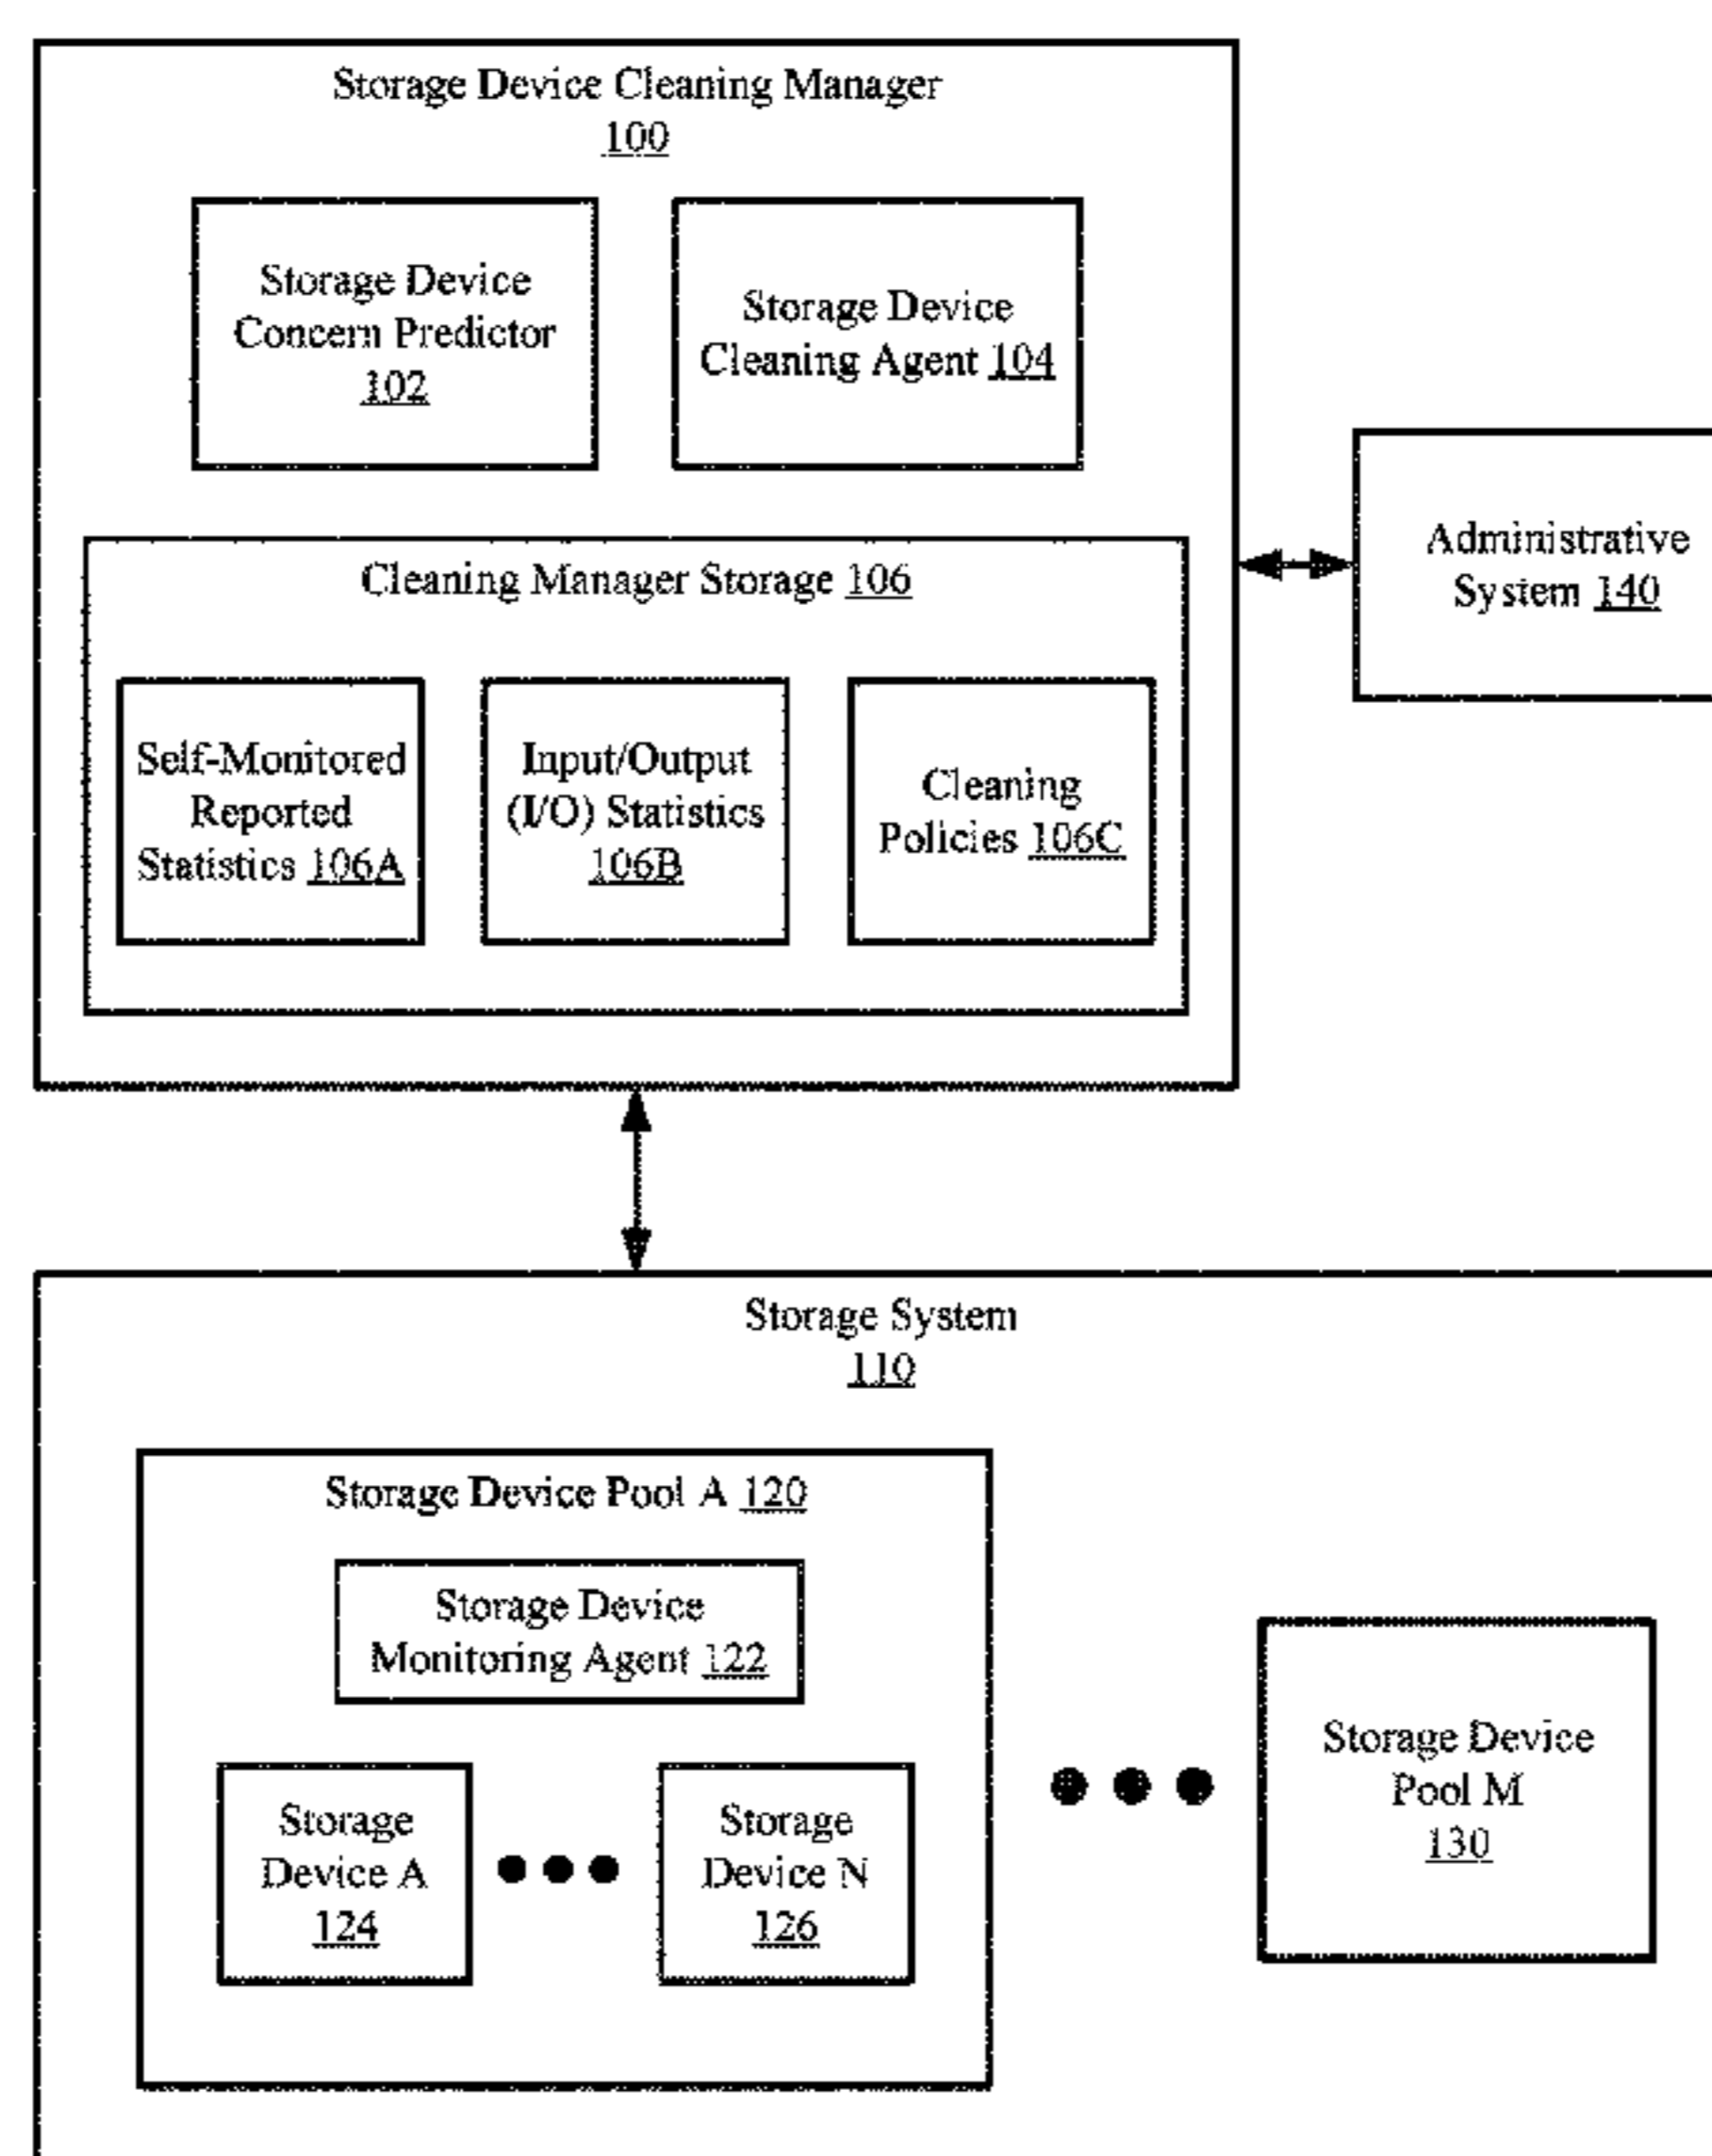 Storage Device Cleaning Manager
100
Storage Device
Concern Predictor
102
Storage Device
Cleaning Agent 104
Administrative
System 140
Cleaning Manager Storage 106
Self-Monitored
Reported
Statistics 106A
Input/Output
(I/O) Statistics
106B
Cleaning
Policies 106C
Storage System
110
Storage Device Pool A 120
Storage Device
Monitoring Agent 122
Storage
Device A
124
Storage
Device N
126
Storage Device
Pool M
130